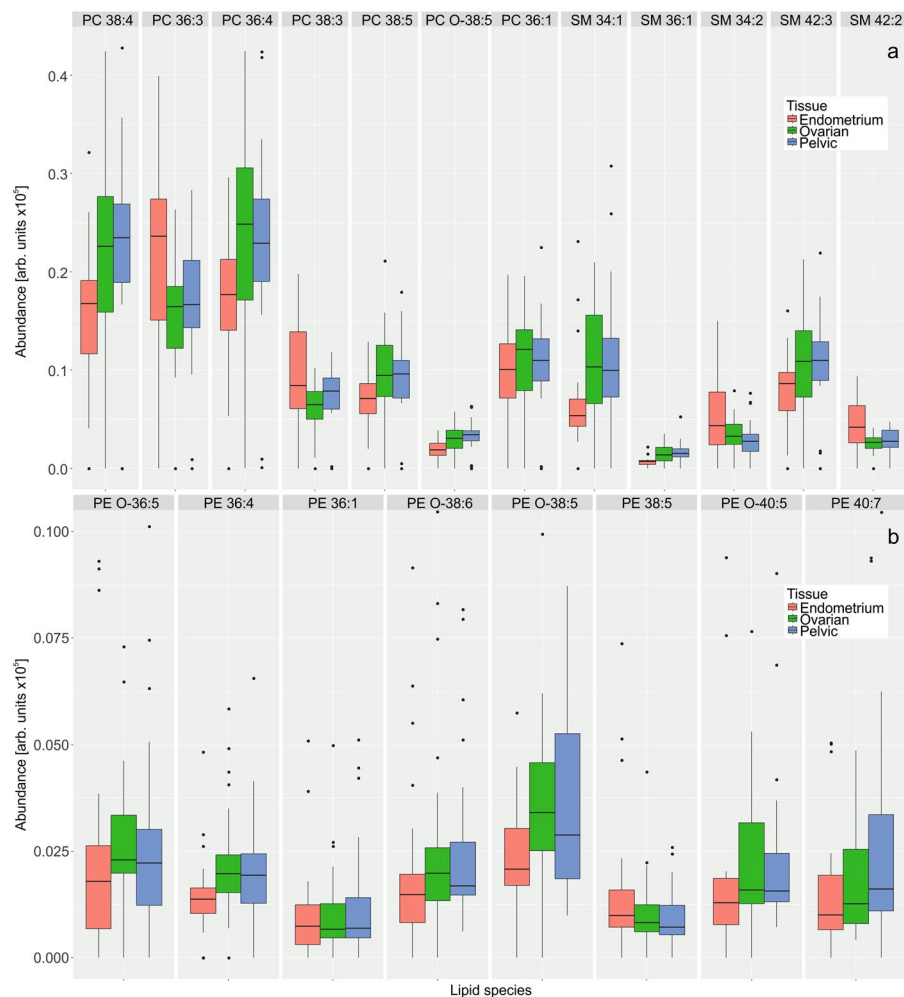 PC 38:4 PC 36:3 PC 36:4 PC 38:3 PC 38:5 PC O-38:5 PC 36:1 SM 34:1 SM 36:1 SM 34:2 SM 42:3 SM 42:2
a
0.4
0.3
0.2
0.1
0.0
Abundance [arb. units x10⁵]
Tissue
Endometrium
Ovarian
Pelvic
PE O-36:5 PE 36:4 PE 36:1 PE O-38:6 PE O-38:5 PE 38:5 PE O-40:5 PE 40:7
b
0.100
0.075
0.050
0.025
0.000
Abundance [arb. units x10⁵]
Tissue
Endometrium
Ovarian
Pelvic
Lipid species